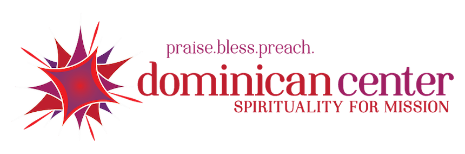 praise.bless.preach.
dominican center
SPIRITUALITY FOR MISSION